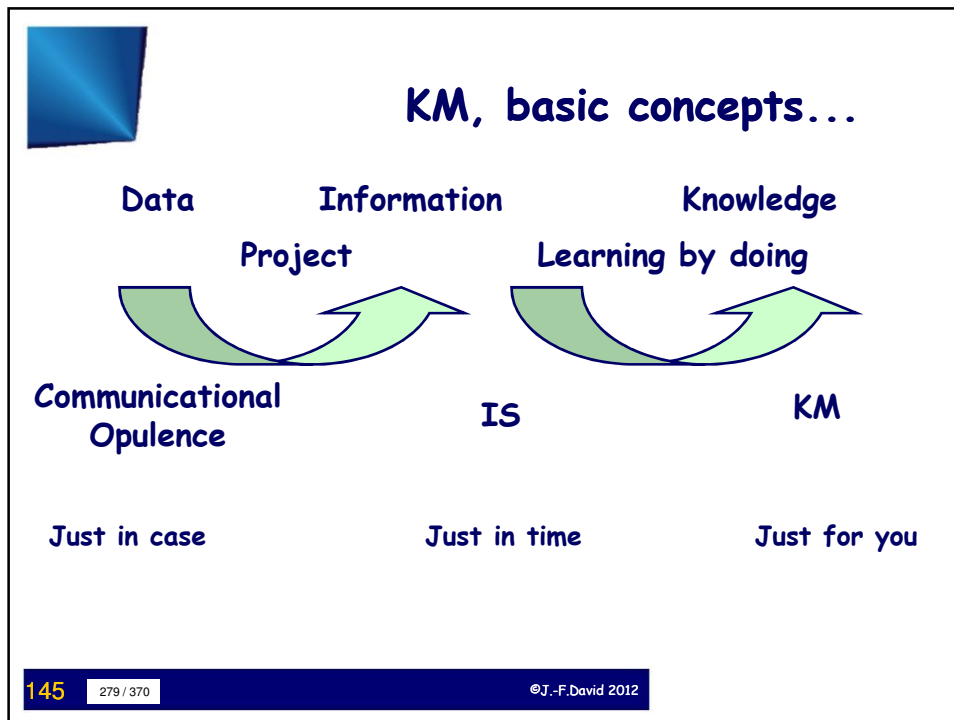 KM, basic concepts...
Data Information Knowledge
Project Learning by doing
Communicational
Opulence
IS
KM
Just in case Just in time Just for you
145 279 / 370 ©J.-F.David 2012